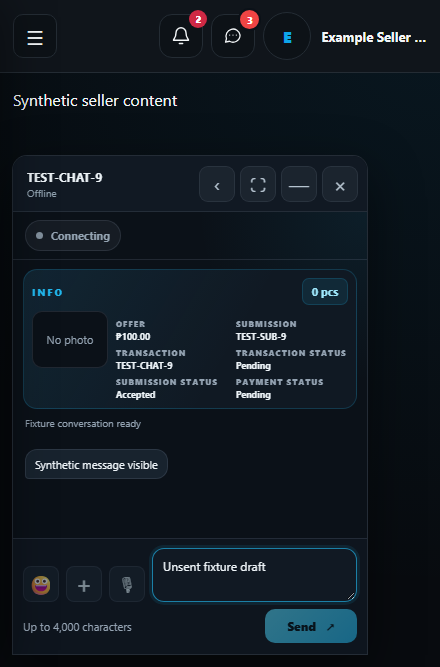 2
3
E
Example Seller ...
Synthetic seller content
TEST-CHAT-9
Offline
Connecting
INFO
0 pcs
No photo
OFFER
₱100.00
SUBMISSION
TEST-SUB-9
TRANSACTION
TEST-CHAT-9
TRANSACTION STATUS
Pending
SUBMISSION STATUS
Accepted
PAYMENT STATUS
Pending
Fixture conversation ready
Synthetic message visible
Unsent fixture draft
Up to 4,000 characters
Send ↗